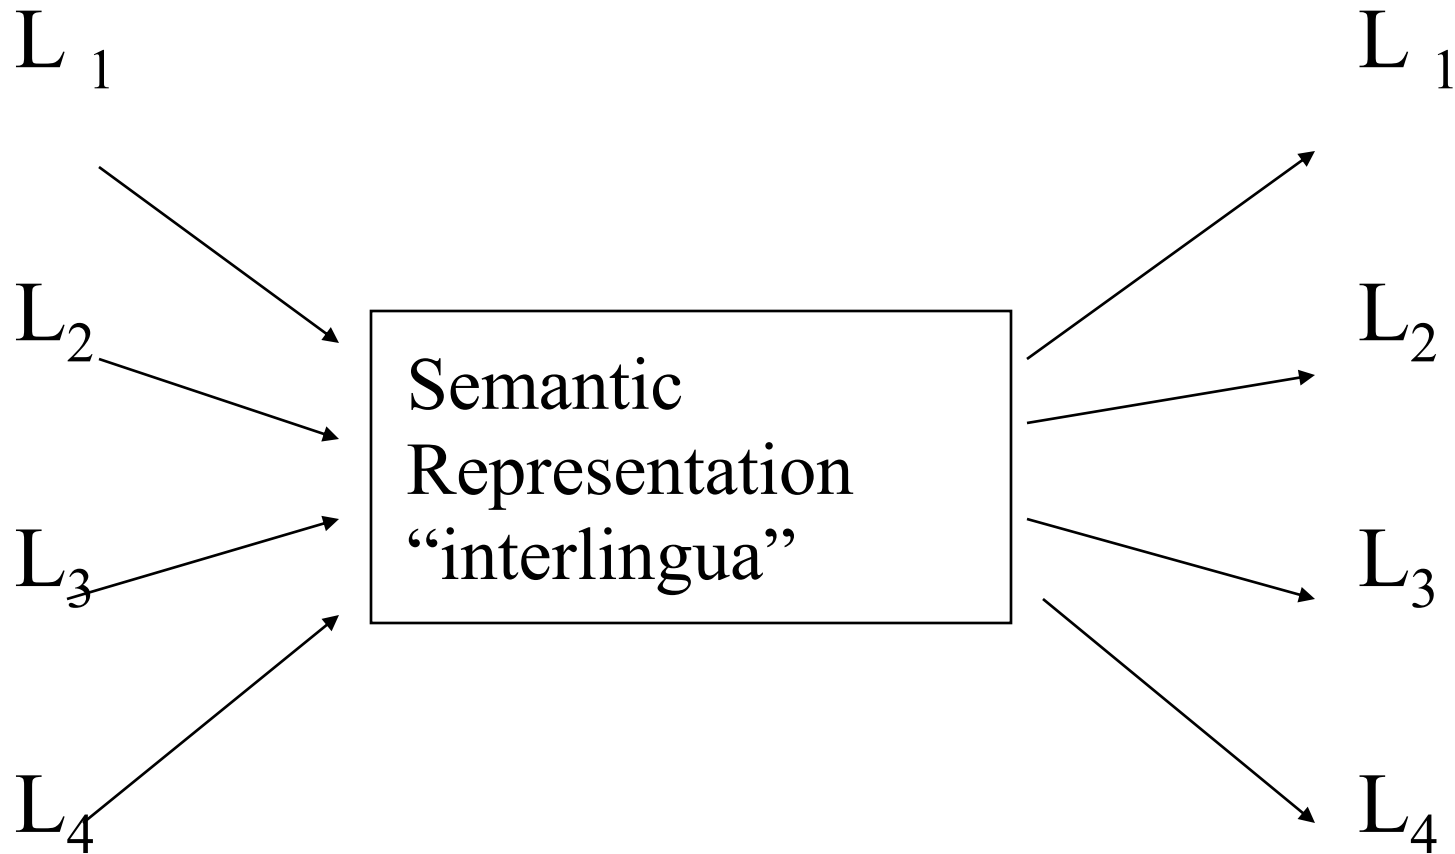 L 1
L 1
L2
L2
Semantic
Representation
“interlingua”
L3
L3
L4
L4